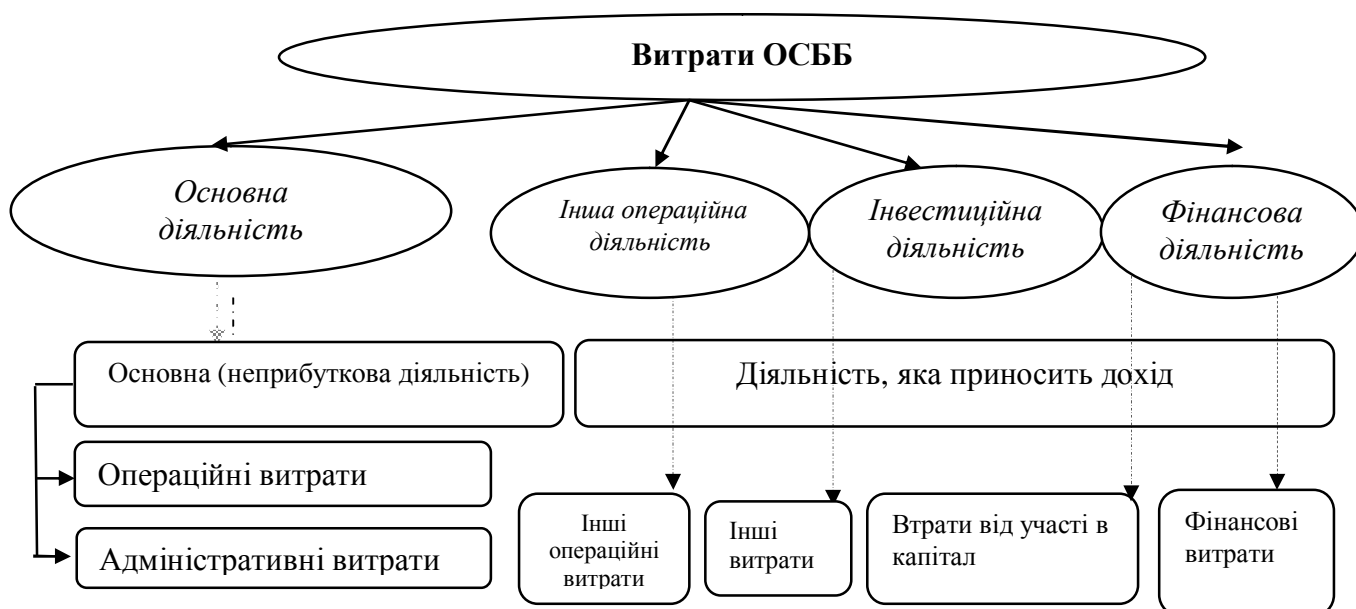 Витрати ОСББ
Основна
діяльність
Інша операційна
діяльність
Інвестиційна
діяльність
Фінансова
діяльність
Основна (неприбуткова діяльність)
Діяльність, яка приносить дохід
Операційні витрати
Адміністративні витрати
Інші
операційні
витрати
Інші
витрати
Втрати від участі в
капітал
Фінансові
витрати